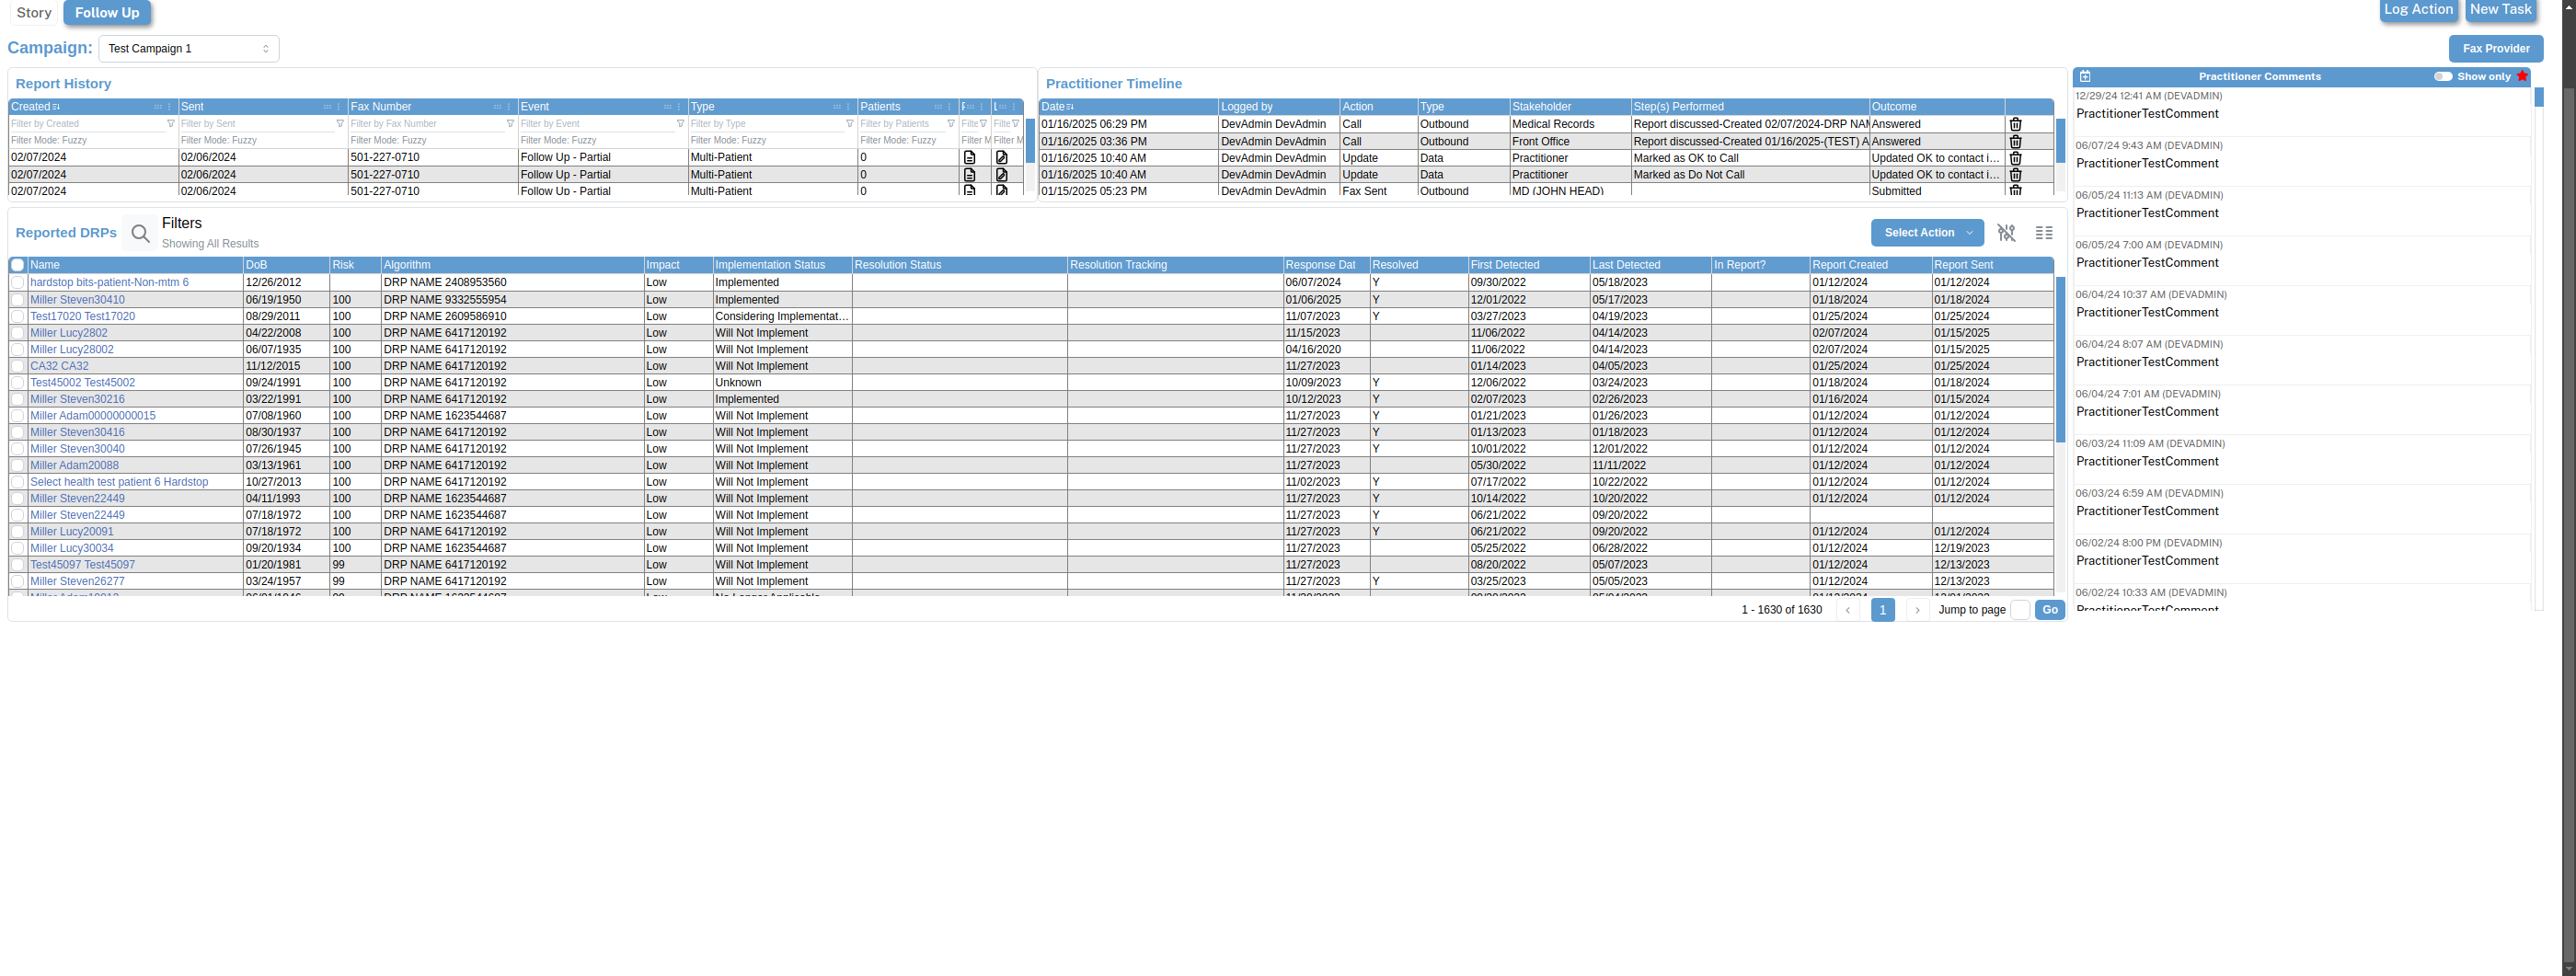 Story Follow Up Log Action New Task
Campaign: Test Campaign 1 Fax Provider
Report History
Created Sent Fax Number Event Type Patients
Filter by Created Filter by Sent Filter by Fax Number Filter by Event Filter by Type Filter by Patients Filte Filte
Filter Mode: Fuzzy Filter Mode: Fuzzy Filter Mode: Fuzzy Filter Mode: Fuzzy Filter Mode: Fuzzy Filter Mode: Fuzzy Filter M Filter M
02/07/2024 02/06/2024 501-227-0710 Follow Up - Partial Multi-Patient 0
02/07/2024 02/06/2024 501-227-0710 Follow Up - Partial Multi-Patient 0
02/07/2024 02/06/2024 501-227-0710 Follow Up - Partial Multi-Patient 0
Practitioner Timeline
Date Logged by Action Type Stakeholder Step(s) Performed Outcome
01/16/2025 06:29 PM DevAdmin DevAdmin Call Outbound Medical Records Report discussed-Created 02/07/2024-DRP NAM Answered
01/16/2025 03:36 PM DevAdmin DevAdmin Call Outbound Front Office Report discussed-Created 01/16/2025-(TEST) A Answered
01/16/2025 10:40 AM DevAdmin DevAdmin Update Data Practitioner Marked as OK to Call Updated OK to contact i...
01/16/2025 10:40 AM DevAdmin DevAdmin Update Data Practitioner Marked as Do Not Call Updated OK to contact i...
01/15/2025 05:23 PM DevAdmin DevAdmin Fax Sent Outbound MD (JOHN HEAD) Submitted
Reported DRPs Filters
Showing All Results
Select Action
Name DoB Risk Algorithm Impact Implementation Status Resolution Status Resolution Tracking Response Dat Resolved First Detected Last Detected In Report? Report Created Report Sent
hardstop bits-patient-Non-mtm 6 12/26/2012 DRP NAME 2408953560 Low Implemented 06/07/2024 Y 09/30/2022 05/18/2023 01/12/2024 01/12/2024
Miller Steven30410 06/19/1950 100 DRP NAME 9332555954 Low Implemented 01/06/2025 Y 12/01/2022 05/17/2023 01/18/2024 01/18/2024
Test17020 Test17020 08/29/2011 100 DRP NAME 2609586910 Low Considering Implementat... 11/07/2023 Y 03/27/2023 04/19/2023 01/25/2024 01/25/2024
Miller Lucy2802 04/22/2008 100 DRP NAME 6417120192 Low Will Not Implement 11/15/2023 11/06/2022 04/14/2023 02/07/2024 01/15/2025
Miller Lucy28002 06/07/1935 100 DRP NAME 6417120192 Low Will Not Implement 04/16/2020 11/06/2022 04/14/2023 02/07/2024 01/15/2025
CA32 CA32 11/12/2015 100 DRP NAME 6417120192 Low Will Not Implement 11/27/2023 01/14/2023 04/05/2023 01/25/2024 01/25/2024
Test45002 Test45002 09/24/1991 100 DRP NAME 6417120192 Low Unknown 10/09/2023 Y 12/06/2022 03/24/2023 01/18/2024 01/18/2024
Miller Steven30216 03/22/1991 100 DRP NAME 6417120192 Low Implemented 10/12/2023 Y 02/07/2023 02/26/2023 01/16/2024 01/15/2024
Miller Adam00000000015 07/08/1960 100 DRP NAME 1623544687 Low Will Not Implement 11/27/2023 Y 01/21/2023 01/26/2023 01/12/2024 01/12/2024
Miller Steven30416 08/30/1937 100 DRP NAME 6417120192 Low Will Not Implement 11/27/2023 Y 01/13/2023 01/18/2023 01/12/2024 01/12/2024
Miller Steven30040 07/26/1945 100 DRP NAME 6417120192 Low Will Not Implement 11/27/2023 Y 10/01/2022 12/01/2022 01/12/2024 01/12/2024
Miller Adam20088 03/13/1961 100 DRP NAME 6417120192 Low Will Not Implement 11/27/2023 05/30/2022 11/11/2022 01/12/2024 01/12/2024
Select health test patient 6 Hardstop 10/27/2013 100 DRP NAME 6417120192 Low Will Not Implement 11/02/2023 Y 07/17/2022 10/22/2022 01/12/2024 01/12/2024
Miller Steven22449 04/11/1993 100 DRP NAME 1623544687 Low Will Not Implement 11/27/2023 Y 10/14/2022 10/20/2022 01/12/2024 01/12/2024
Miller Steven22449 07/18/1972 100 DRP NAME 1623544687 Low Will Not Implement 11/27/2023 Y 06/21/2022 09/20/2022
Miller Lucy20091 07/18/1972 100 DRP NAME 6417120192 Low Will Not Implement 11/27/2023 Y 06/21/2022 09/20/2022 01/12/2024 01/12/2024
Miller Lucy30034 09/20/1934 100 DRP NAME 1623544687 Low Will Not Implement 11/27/2023 05/25/2022 06/28/2022 01/12/2024 12/19/2023
Test45097 Test45097 01/20/1981 99 DRP NAME 6417120192 Low Will Not Implement 11/27/2023 08/20/2022 05/07/2023 01/12/2024 12/13/2023
Miller Steven26277 03/24/1957 99 DRP NAME 6417120192 Low Will Not Implement 11/27/2023 Y 03/25/2023 05/05/2023 01/12/2024 12/13/2023
1 - 1630 of 1630 1 Jump to page Go
Practitioner Comments Show only
12/29/24 12:41 AM (DEVADMIN)
PractitionerTestComment
06/07/24 9:43 AM (DEVADMIN)
PractitionerTestComment
06/05/24 11:13 AM (DEVADMIN)
PractitionerTestComment
06/05/24 7:00 AM (DEVADMIN)
PractitionerTestComment
06/04/24 10:37 AM (DEVADMIN)
PractitionerTestComment
06/04/24 8:07 AM (DEVADMIN)
PractitionerTestComment
06/04/24 7:01 AM (DEVADMIN)
PractitionerTestComment
06/03/24 11:09 AM (DEVADMIN)
PractitionerTestComment
06/03/24 6:59 AM (DEVADMIN)
PractitionerTestComment
06/02/24 8:00 PM (DEVADMIN)
PractitionerTestComment
06/02/24 10:33 AM (DEVADMIN)
PractitionerTestComment